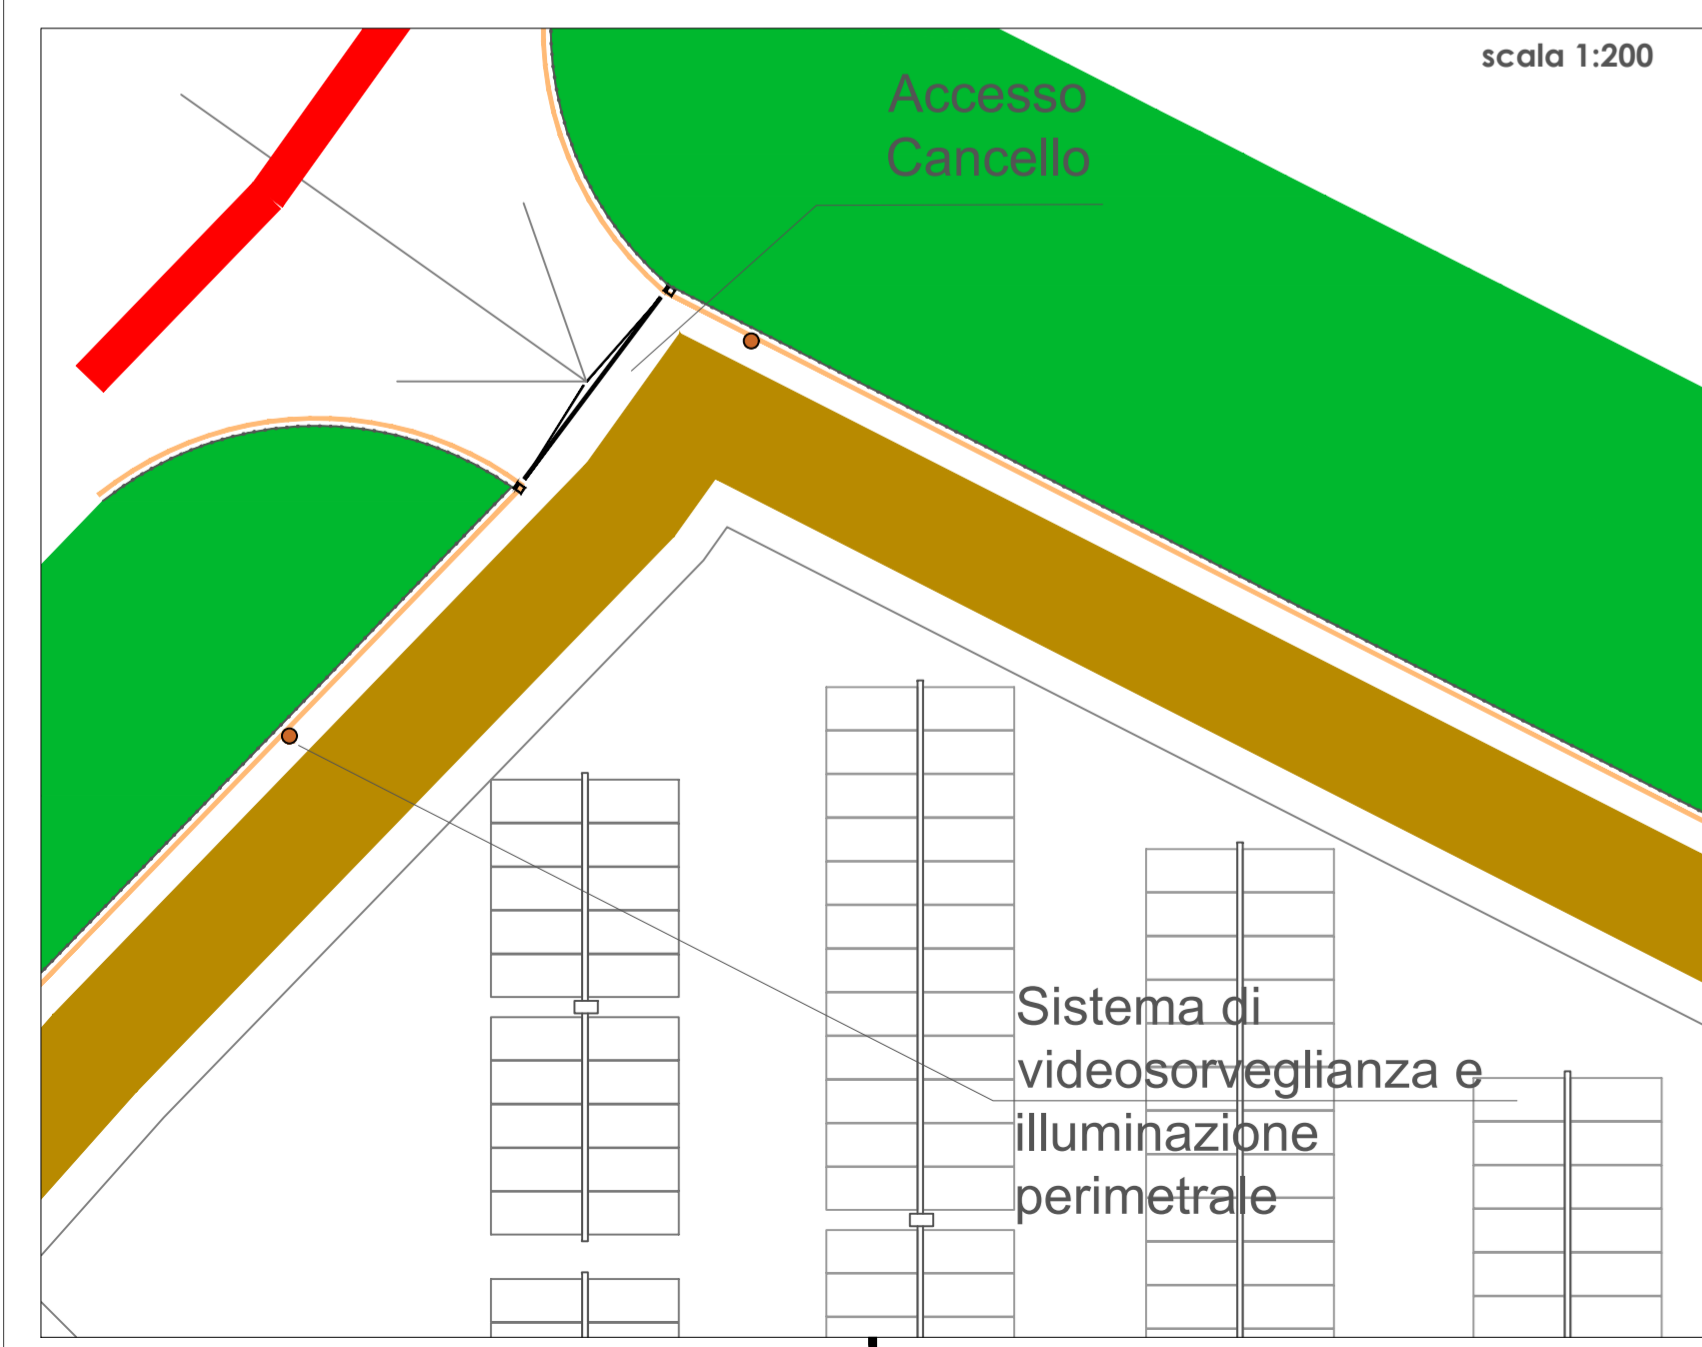 scala 1:200
Accesso
Cancello
Sistema di
videosorveglianza e
illuminazione
perimetrale